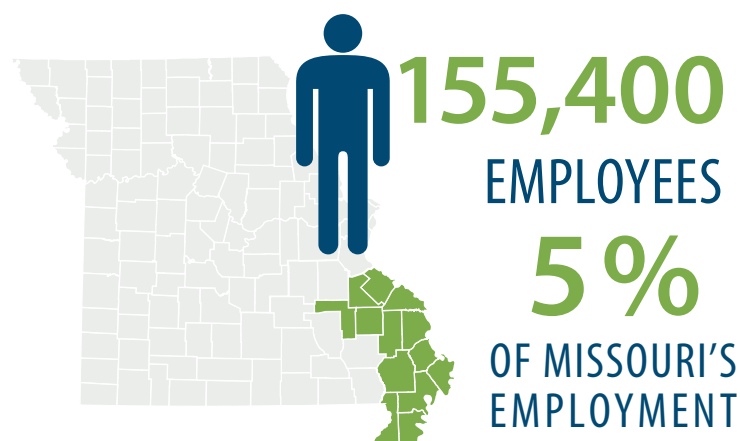 155,400
EMPLOYEES
5%
OF MISSOURI'S
EMPLOYMENT